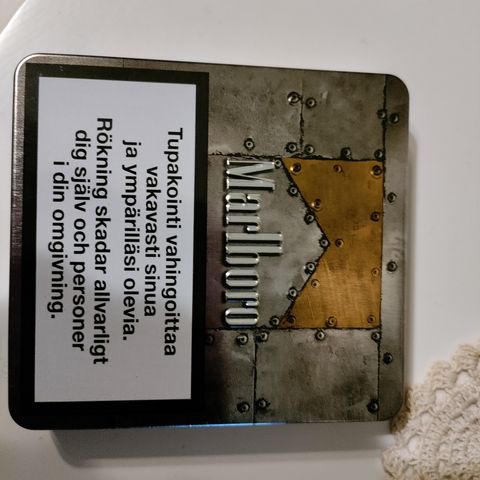 Marlboro
Tupakointi vahingoittaa
vakavasti sinua
ja ympärilläsi olevia.
Rökning skadar allvarligt
dig själv och personer
i din omgivning.